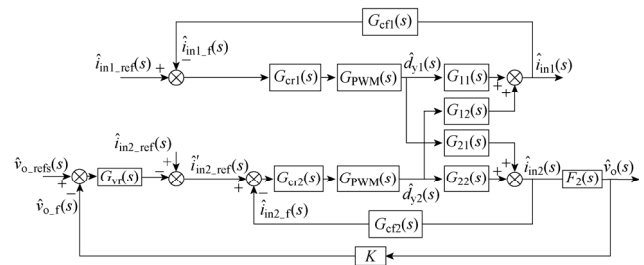 G_cf1(s)
î_in1_f(s)
î_in1_ref(s) + − G_cr1(s) G_PWM(s) d̂_y1(s) G_11(s) + + î_in1(s)
G_12(s)
î_in2_ref(s) G_21(s)
v̂_o_refs(s) + − G_vr(s) − + î′_in2_ref(s) + − G_cr2(s) G_PWM(s) d̂_y2(s) G_22(s) + + î_in2(s) F_2(s) v̂_o(s)
v̂_o_f(s) î_in2_f(s) G_cf2(s)
K